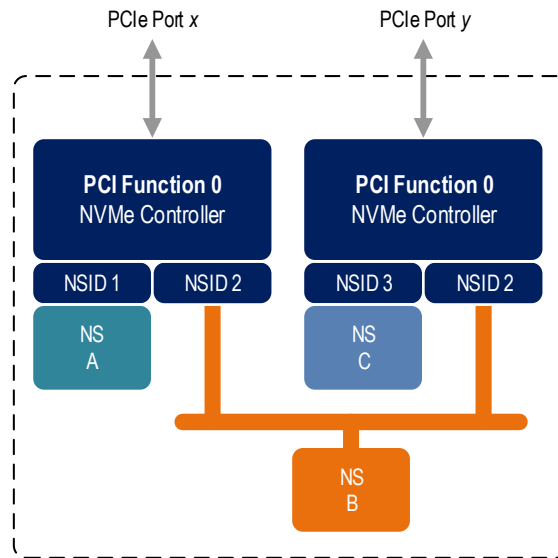 PCIe Port x
PCIe Port y
PCI Function 0
NVMe Controller
PCI Function 0
NVMe Controller
NSID 1
NSID 2
NSID 3
NSID 2
NS
A
NS
C
NS
B